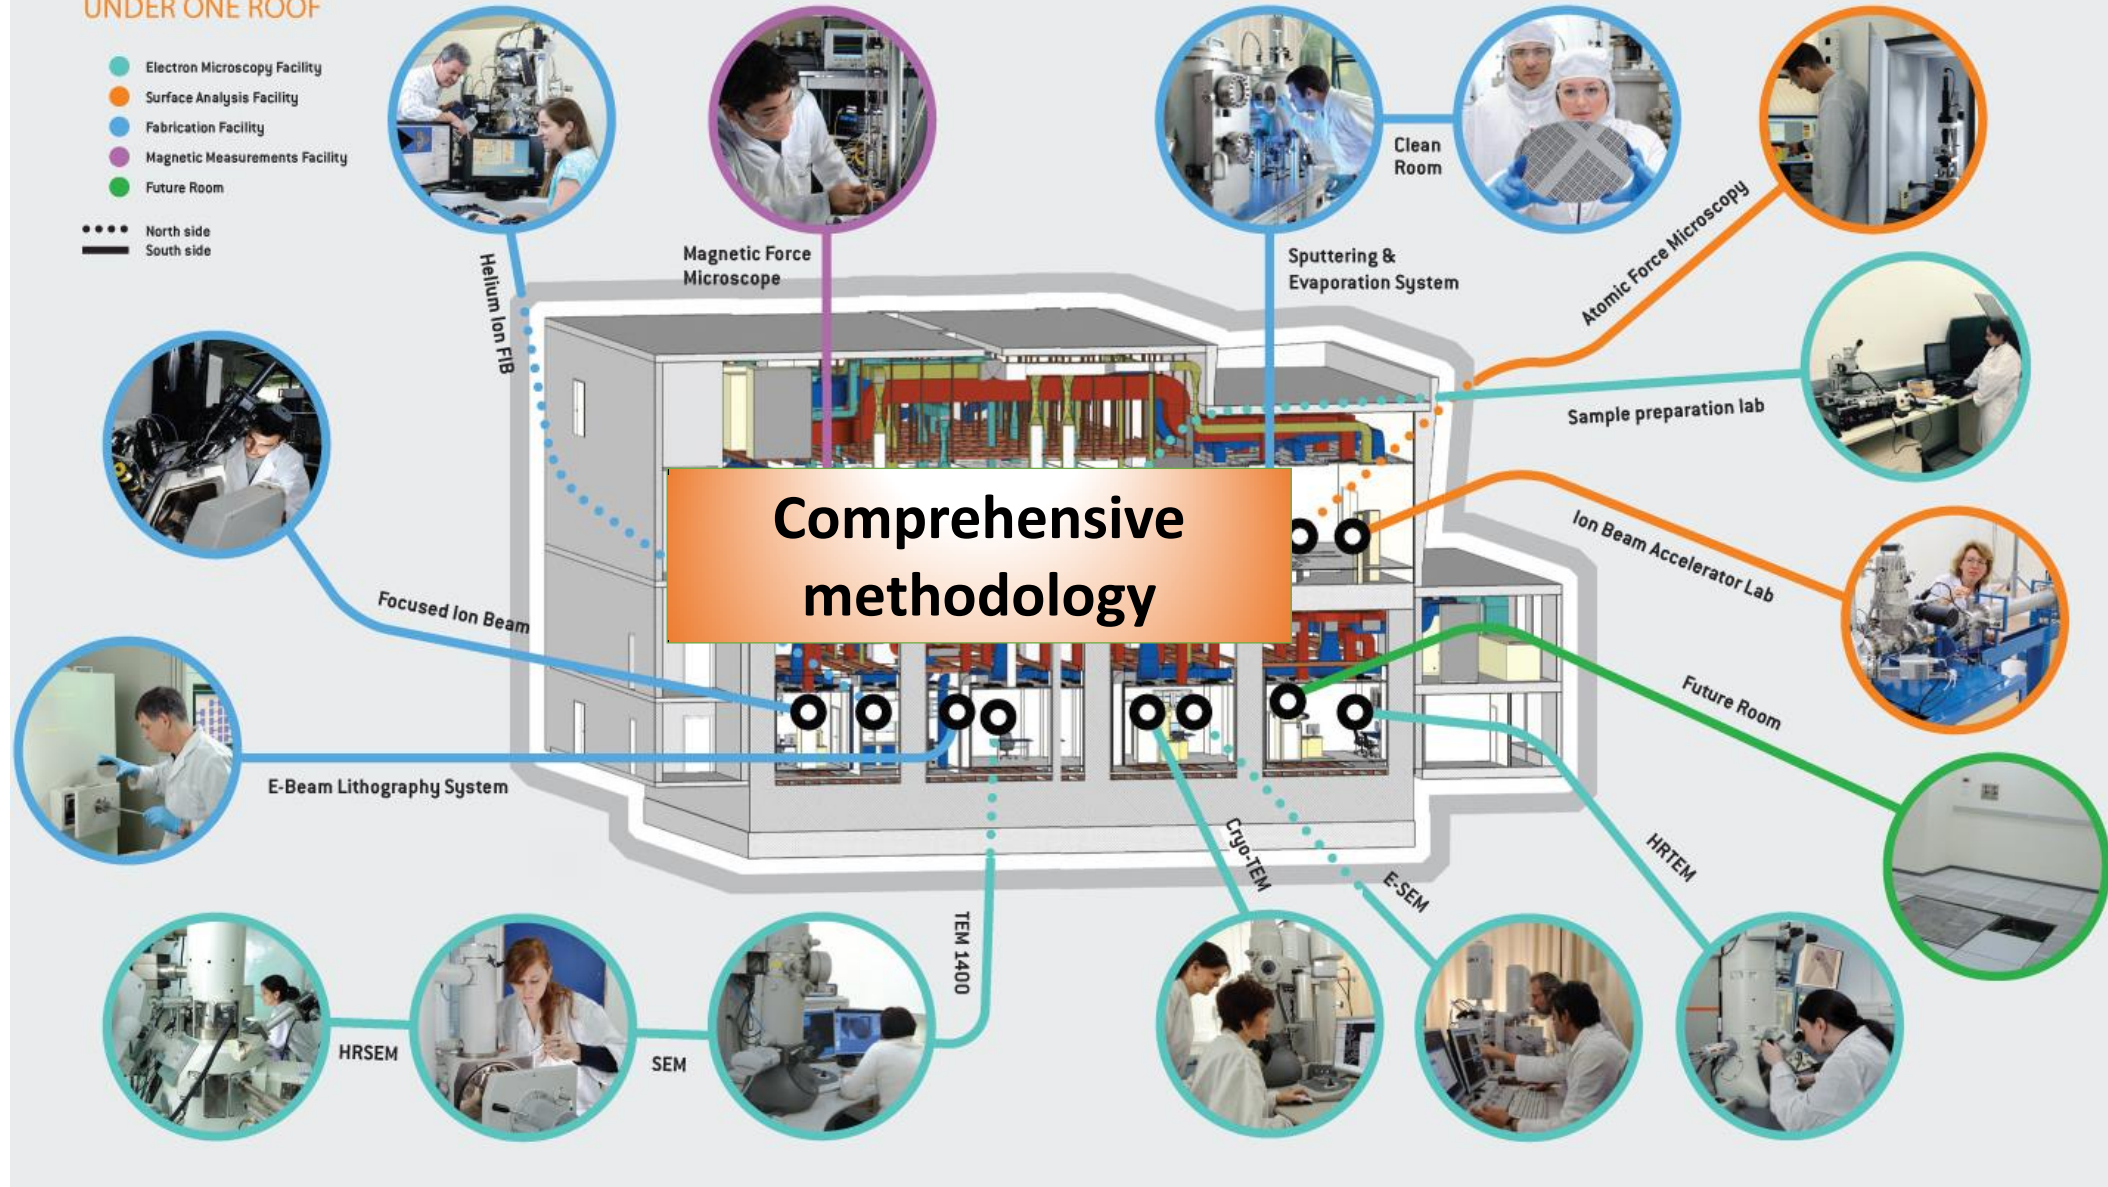 UNDER ONE ROOF
Electron Microscopy Facility
Surface Analysis Facility
Fabrication Facility
Magnetic Measurements Facility
Future Room
North side
South side
Helium Ion FIB
Magnetic Force
Microscope
Sputtering &
Evaporation System
Clean
Room
Atomic Force Microscopy
Sample preparation lab
Comprehensive
methodology
Ion Beam Accelerator Lab
Focused Ion Beam
Future Room
E-Beam Lithography System
HRTEM
Cryo-TEM
E-SEM
TEM 1400
HRSEM
SEM